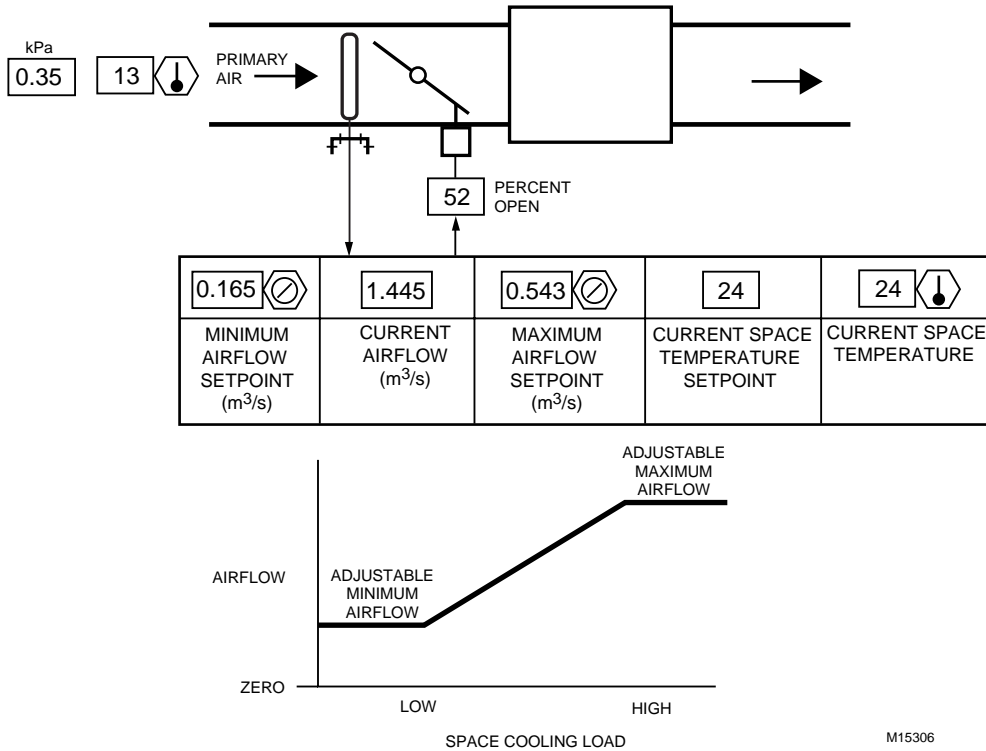 kPa
0.35
13
PRIMARY
AIR
52
PERCENT
OPEN
0.165
1.445
0.543
24
24
MINIMUM
AIRFLOW
SETPOINT
(m³/s)
CURRENT
AIRFLOW
(m³/s)
MAXIMUM
AIRFLOW
SETPOINT
(m³/s)
CURRENT SPACE
TEMPERATURE
SETPOINT
CURRENT SPACE
TEMPERATURE
ADJUSTABLE
MAXIMUM
AIRFLOW
AIRFLOW
ADJUSTABLE
MINIMUM
AIRFLOW
ZERO
LOW
HIGH
SPACE COOLING LOAD
M15306